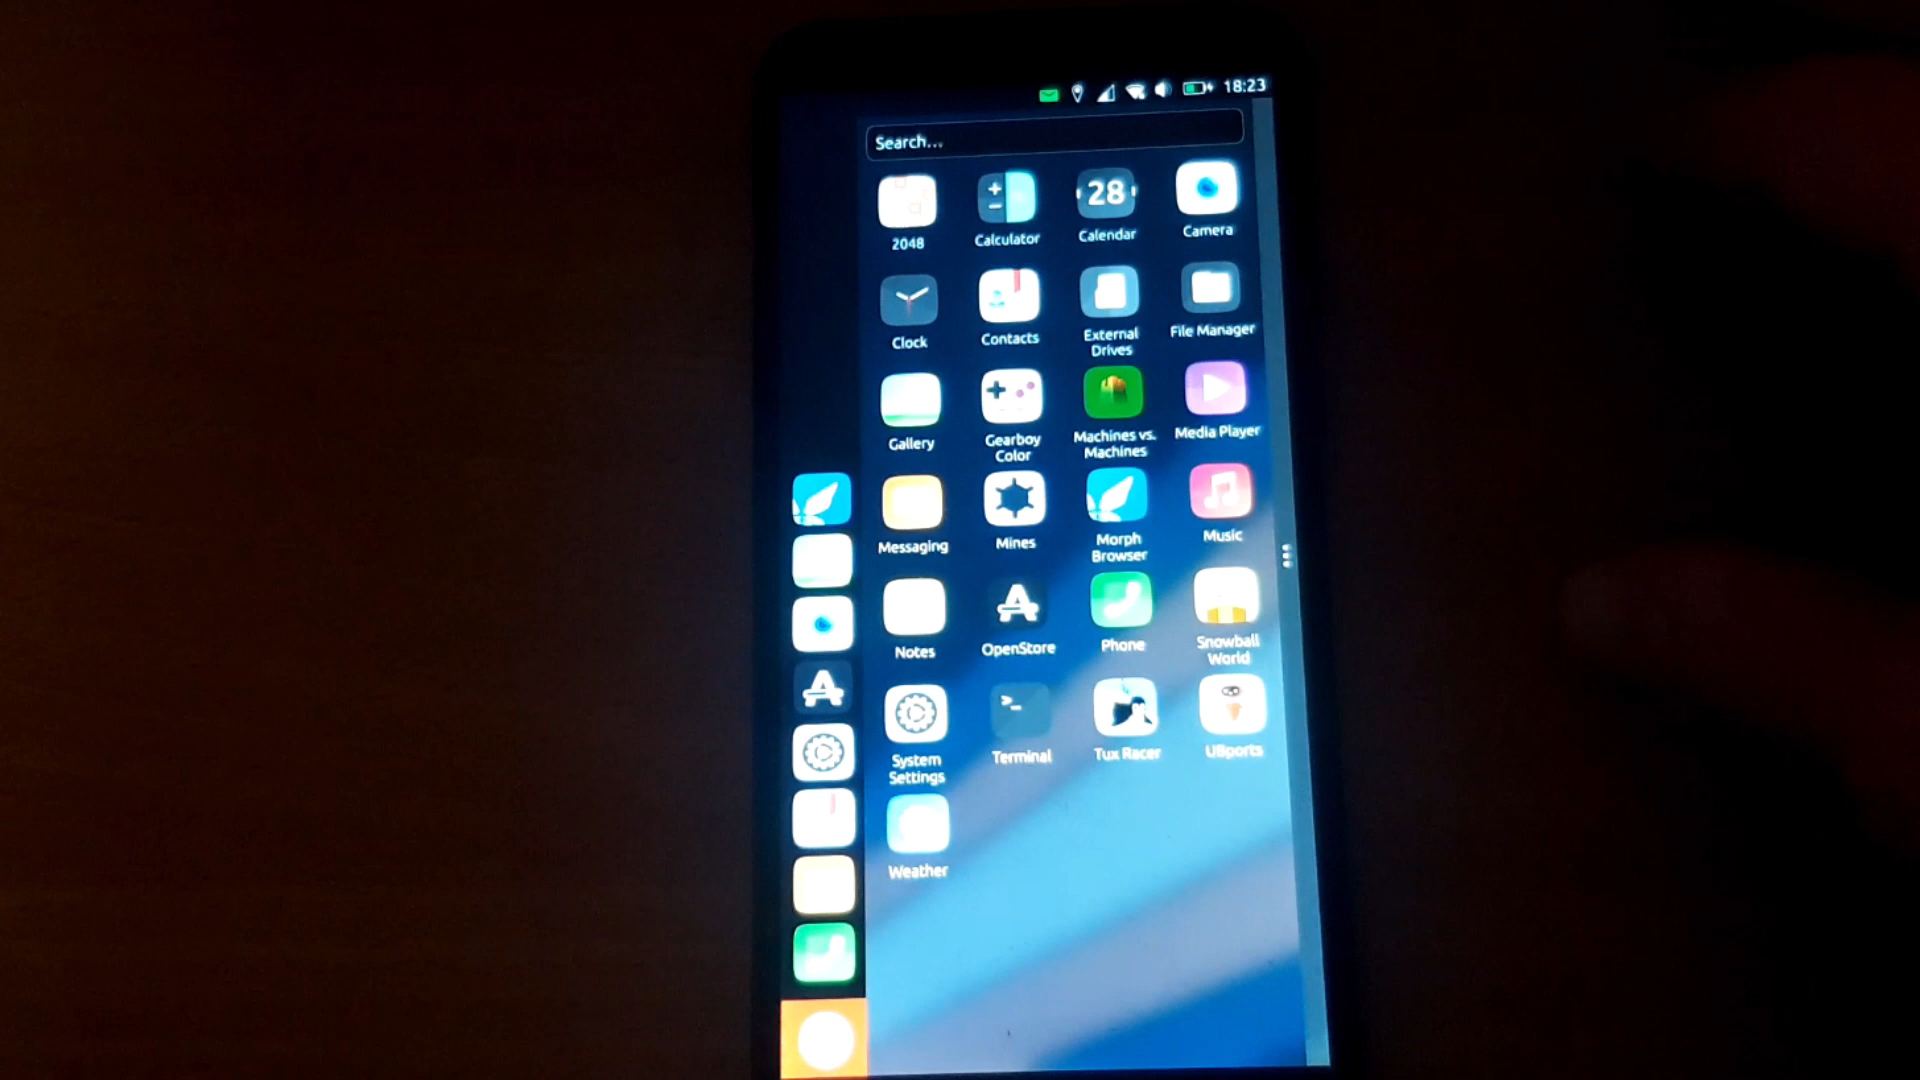 18:23
Search...
28
2048 Calculator Calendar Camera
Clock Contacts External File Manager
Drives
Gallery Gearboy Machines vs. Media Player
Color Machines
Messaging Mines Morph Music
Browser
Notes OpenStore Phone Snowball
World
>_
System Terminal Tux Racer UBports
Settings
Weather